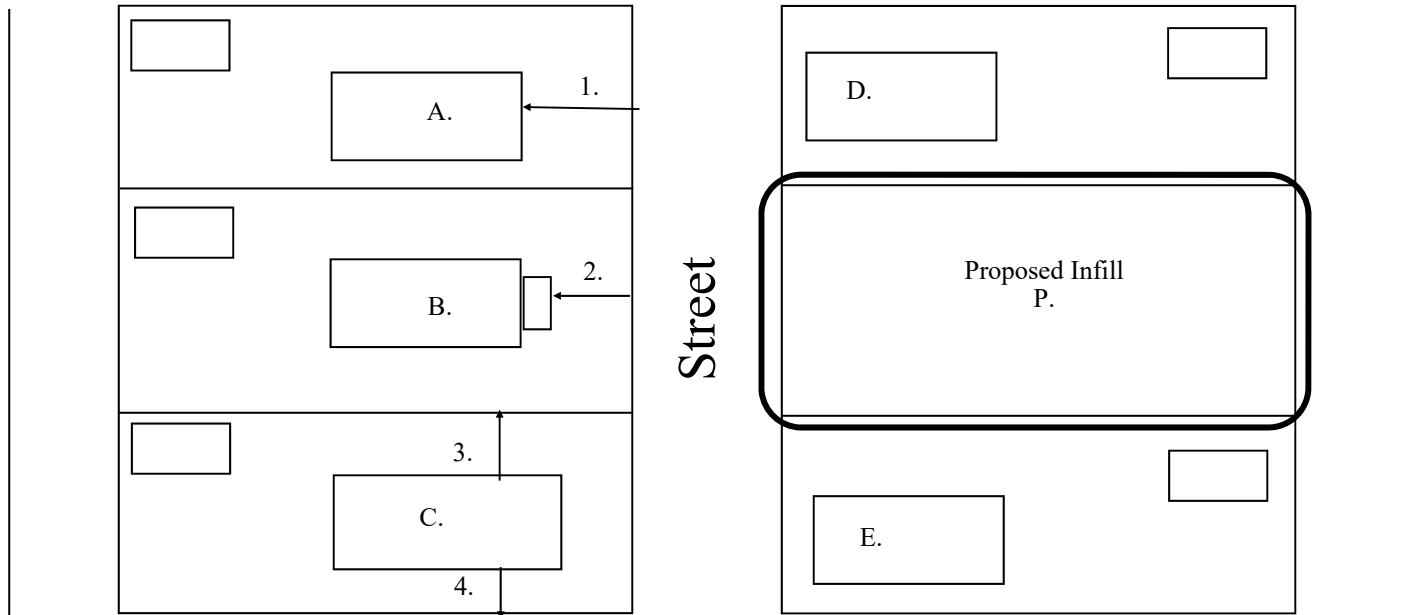 1.
A.
D.
2.
B.
Street
Proposed Infill
P.
3.
C.
4.
E.